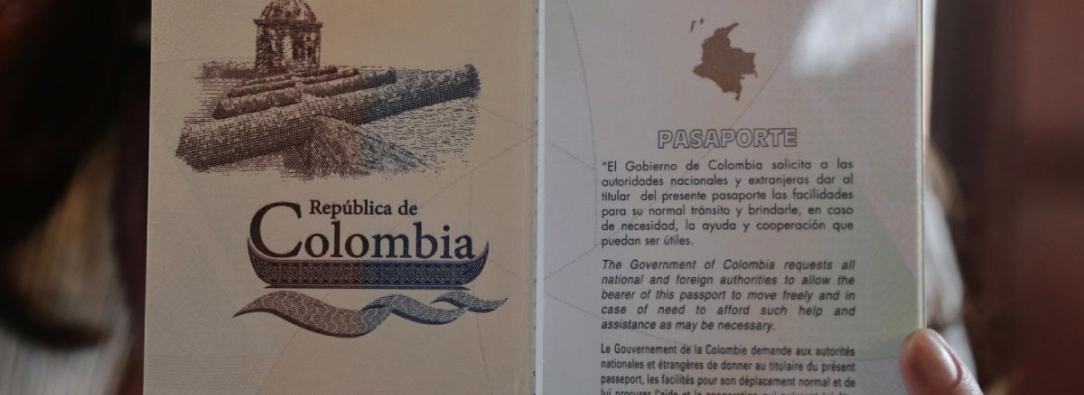 República de
Colombia
PASAPORTE
"El Gobierno de Colombia solicita a las
autoridades nacionales y extranjeras dar al
titular del presente pasaporte las facilidades
para su normal tránsito y brindarle, en caso
de necesidad, la ayuda y cooperación que
puedan ser útiles.
The Government of Colombia requests all
national and foreign authorities to allow the
bearer of this passport to move freely and in
case of need to afford such help and
assistance as may be necessary.
Le Gouvernement de la Colombie demande aux autorités
nationales et étrangères de donner au titulaire du présent
passeport, les facilités pour son déplacement normal et de
lui procurer l'aide et la